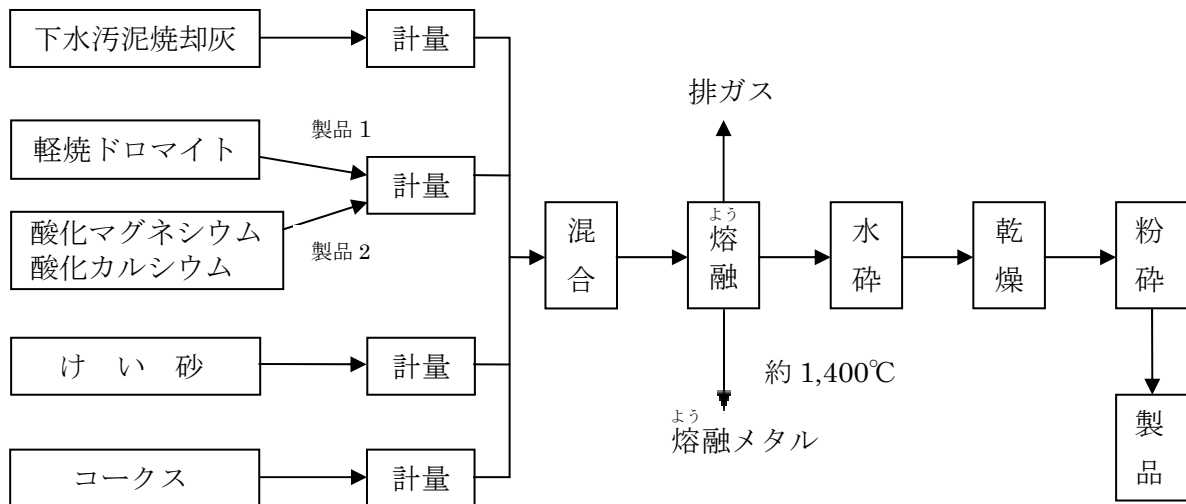 下水汚泥焼却灰
計量
排ガス
製品 1
軽焼ドロマイト
計量
酸化マグネシウム
酸化カルシウム
製品 2
混合
よう
熔融
水砕
乾燥
粉砕
け い 砂
計量
約 1,400℃
よう
熔融メタル
製品
コークス
計量